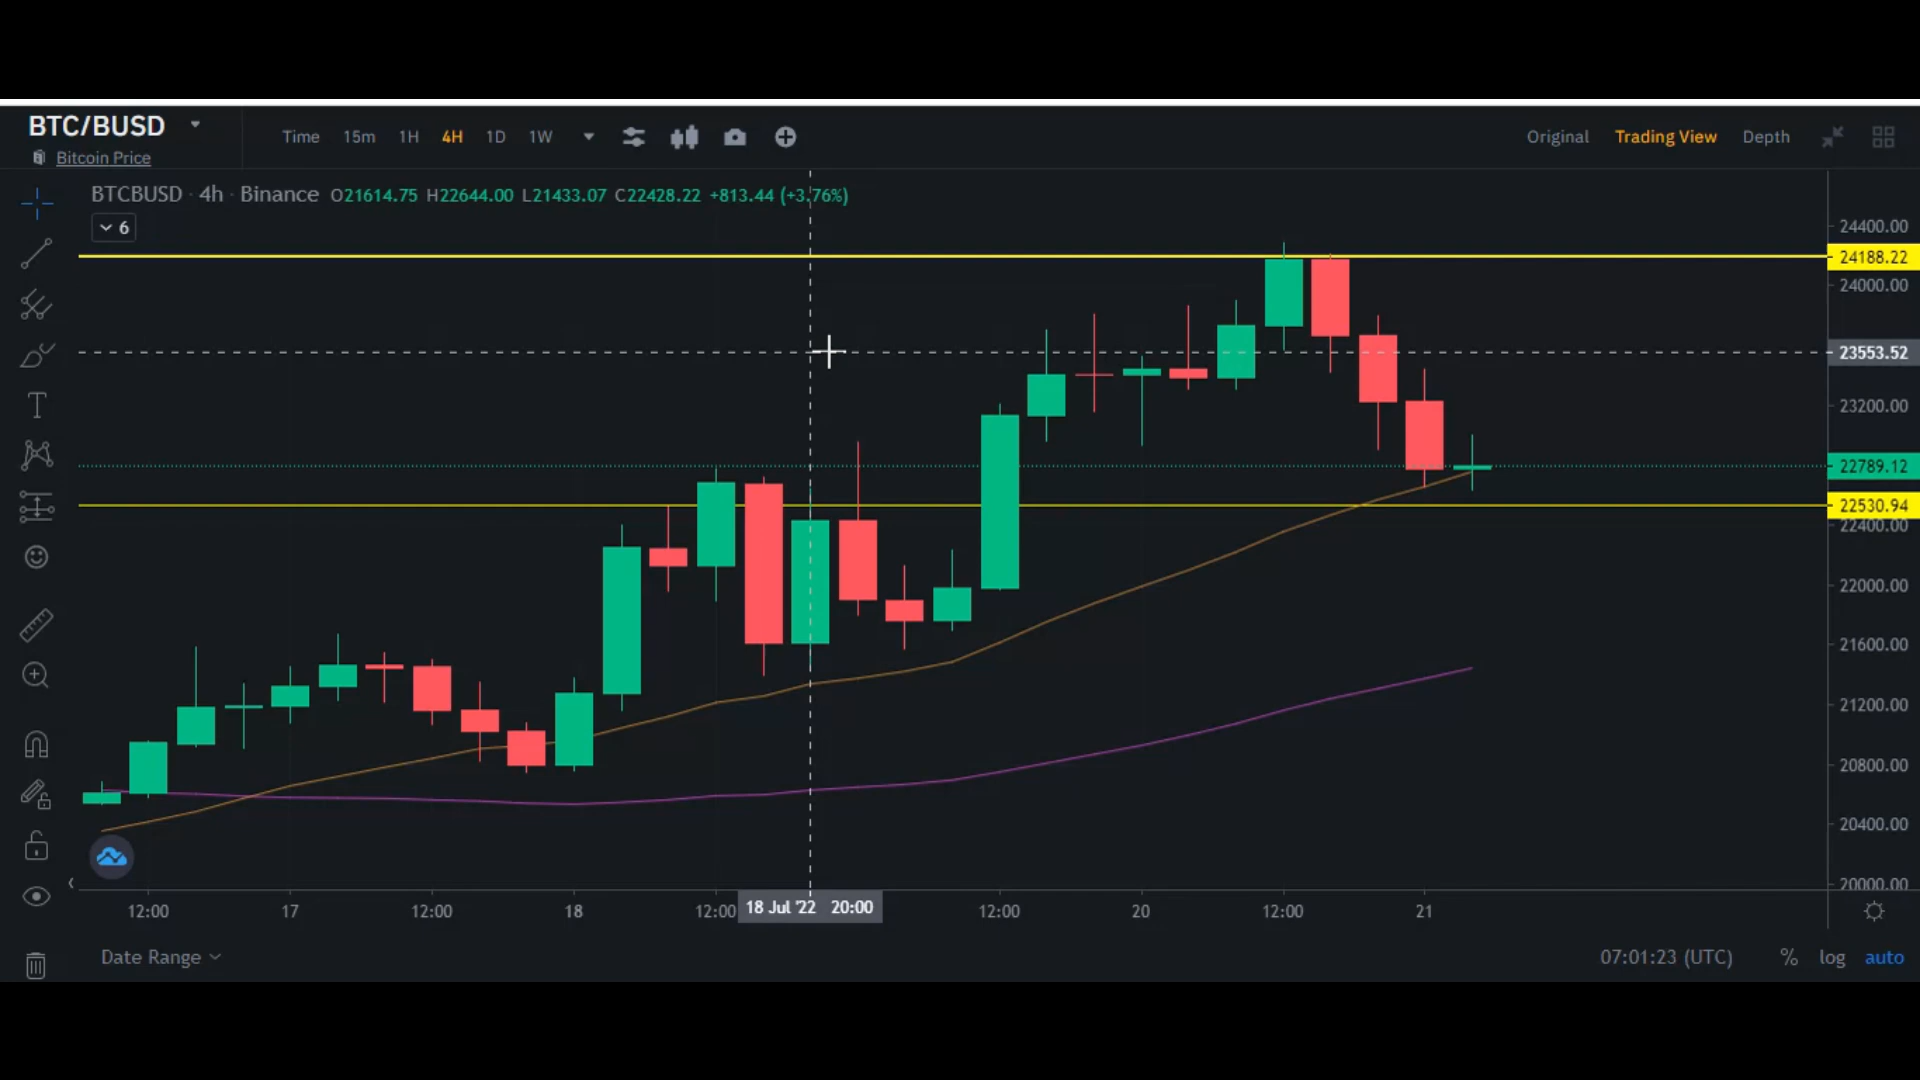 BTC/BUSD
Bitcoin Price
Time 15m 1H 4H 1D 1W
Original Trading View Depth
BTCBUSD · 4h · Binance O21614.75 H22644.00 L21433.07 C22428.22 +813.44 (+3.76%)
6
24400.00
24188.22
24000.00
23553.52
23200.00
22789.12
22530.94
22400.00
22000.00
21600.00
21200.00
20800.00
20400.00
20000.00
12:00 17 12:00 18 12:00 18 Jul '22 20:00 12:00 20 12:00 21
Date Range
07:01:23 (UTC) % log auto